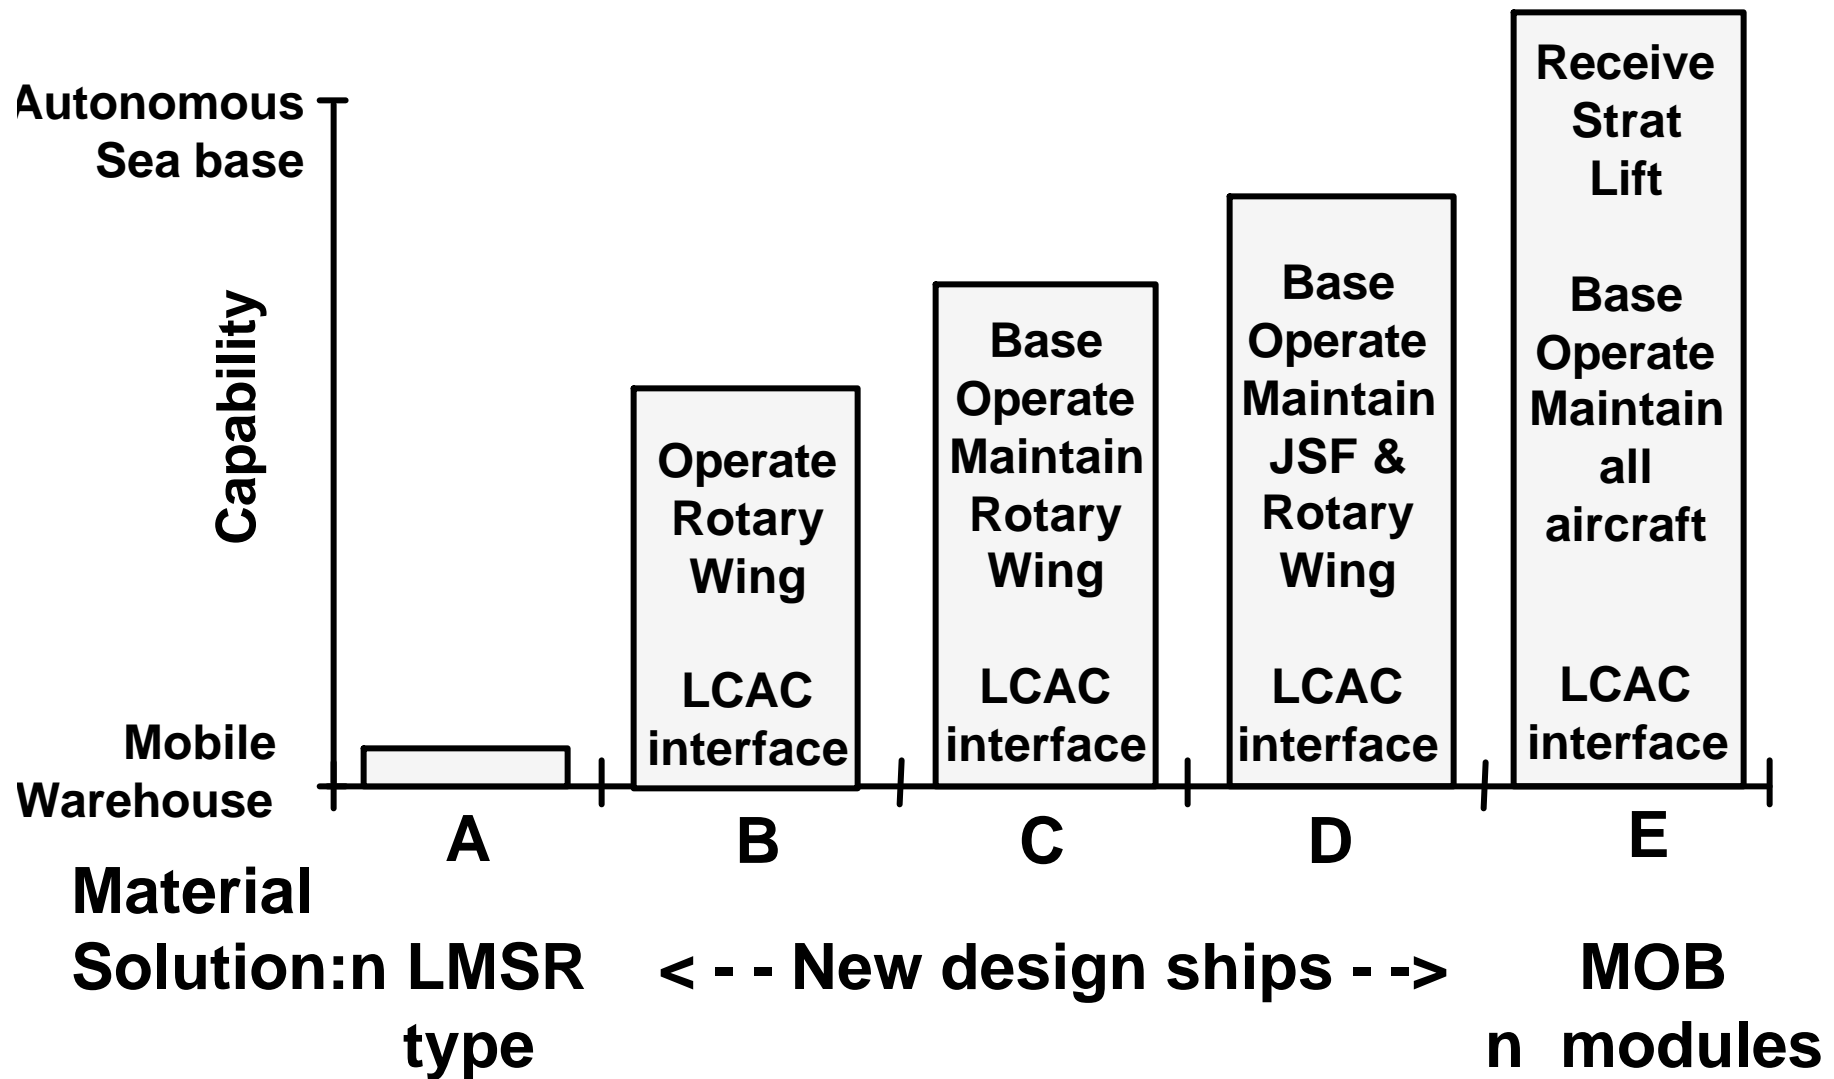 Autonomous
Sea base
Capability
Mobile
Warehouse
Operate
Rotary
Wing
LCAC
interface
Base
Operate
Maintain
Rotary
Wing
LCAC
interface
Base
Operate
Maintain
JSF &
Rotary
Wing
LCAC
interface
Receive
Strat
Lift
Base
Operate
Maintain
all
aircraft
LCAC
interface
A
B
C
D
E
Material
Solution:n LMSR
type
< - - New design ships - ->
MOB
n modules